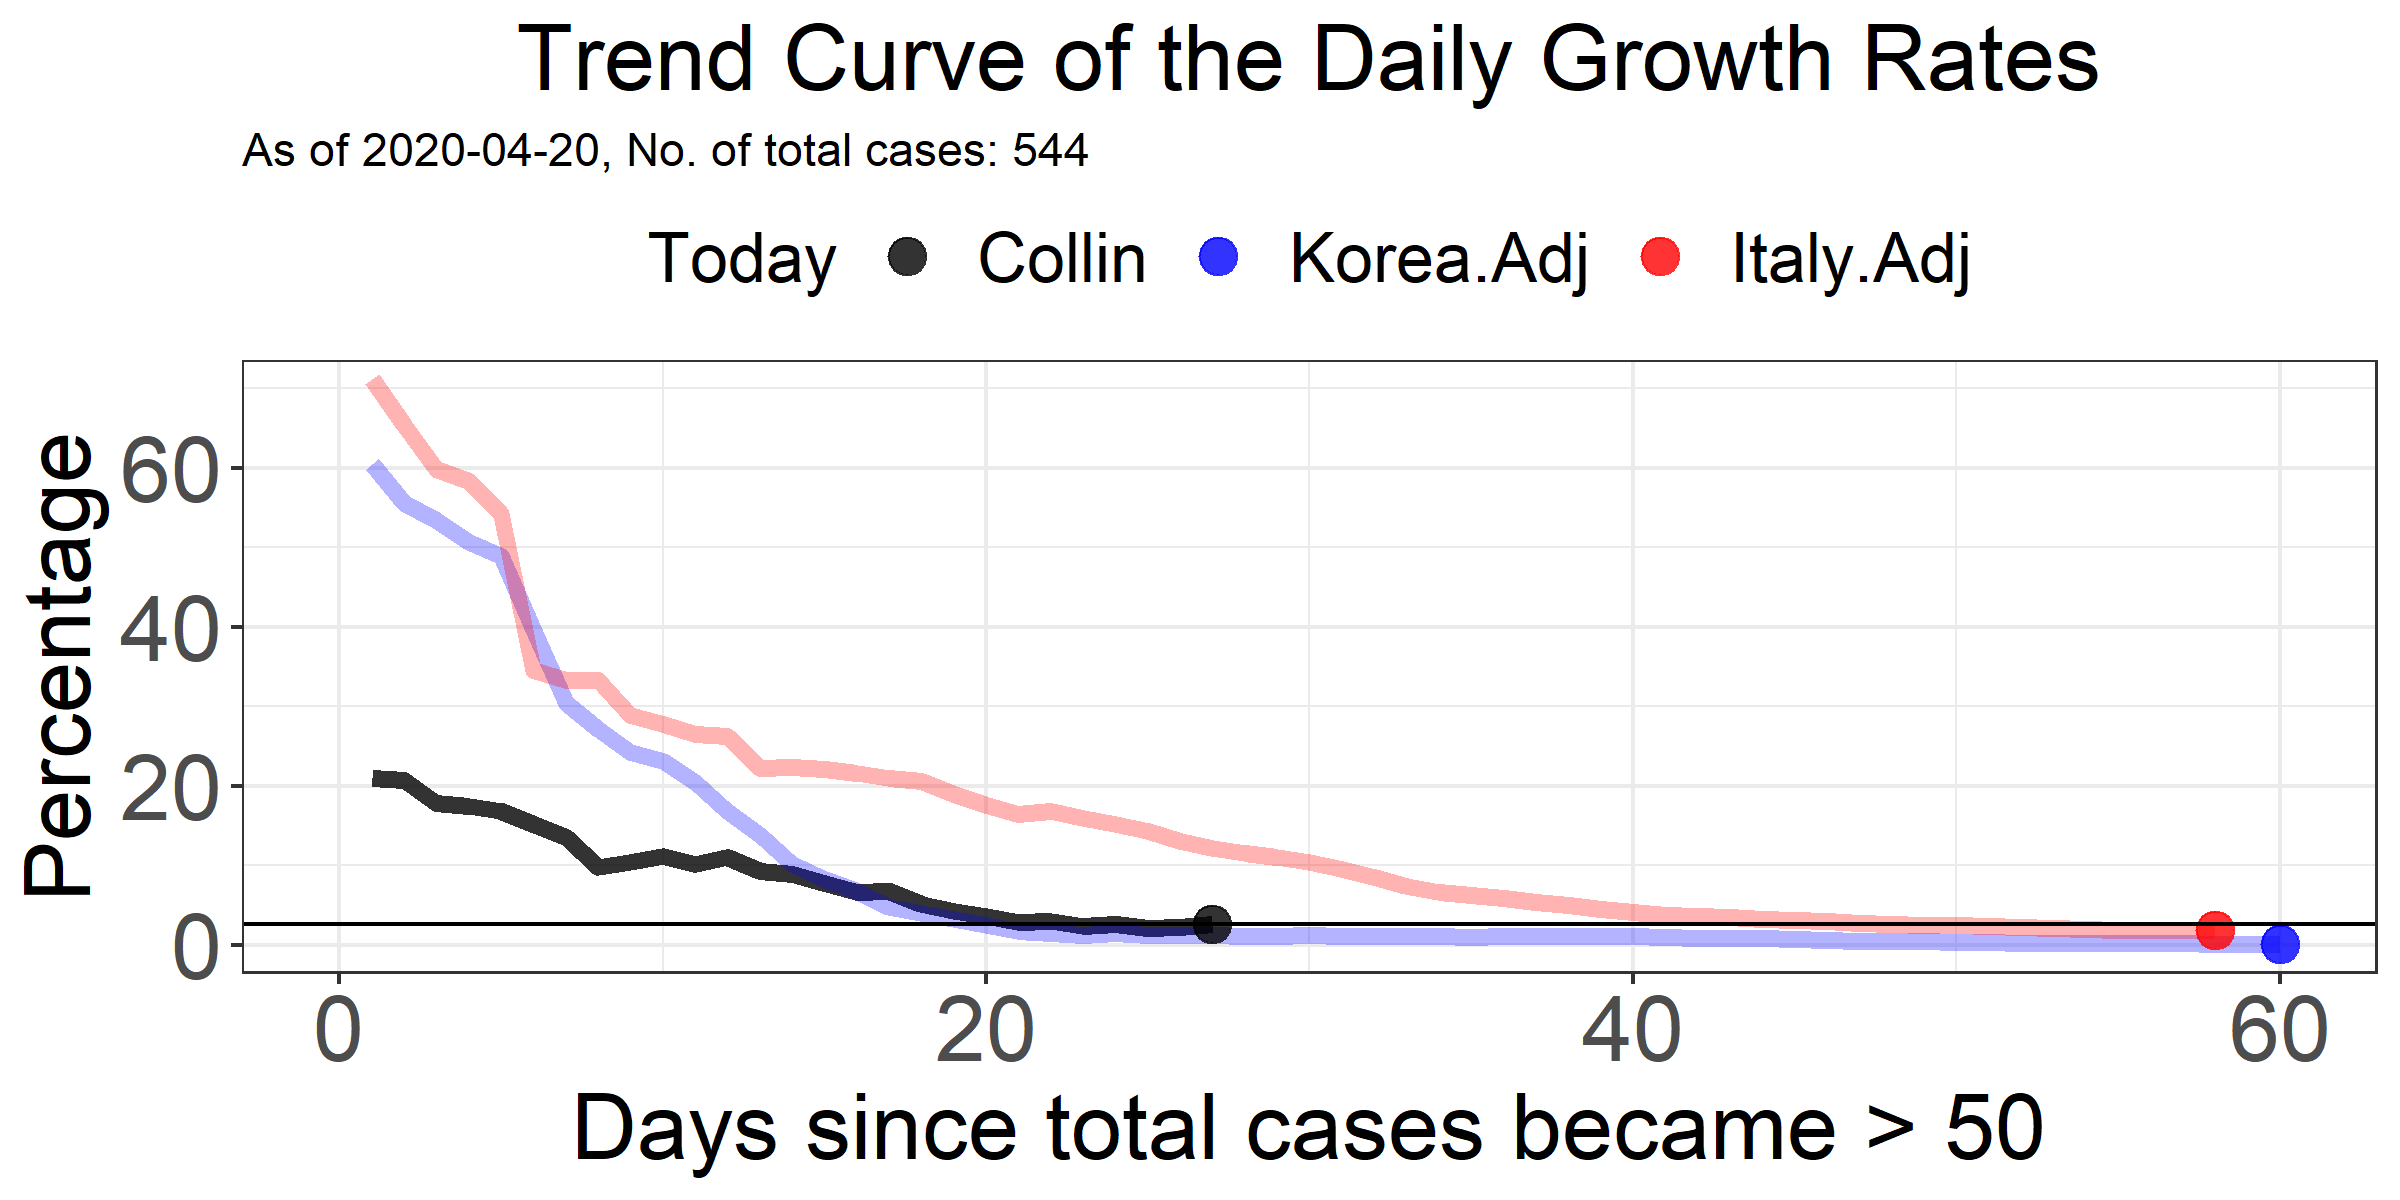 Trend Curve of the Daily Growth Rates
As of 2020-04-20, No. of total cases: 544
Today Collin Korea.Adj Italy.Adj
Percentage
60
40
20
0
0 20 40 60
Days since total cases became > 50